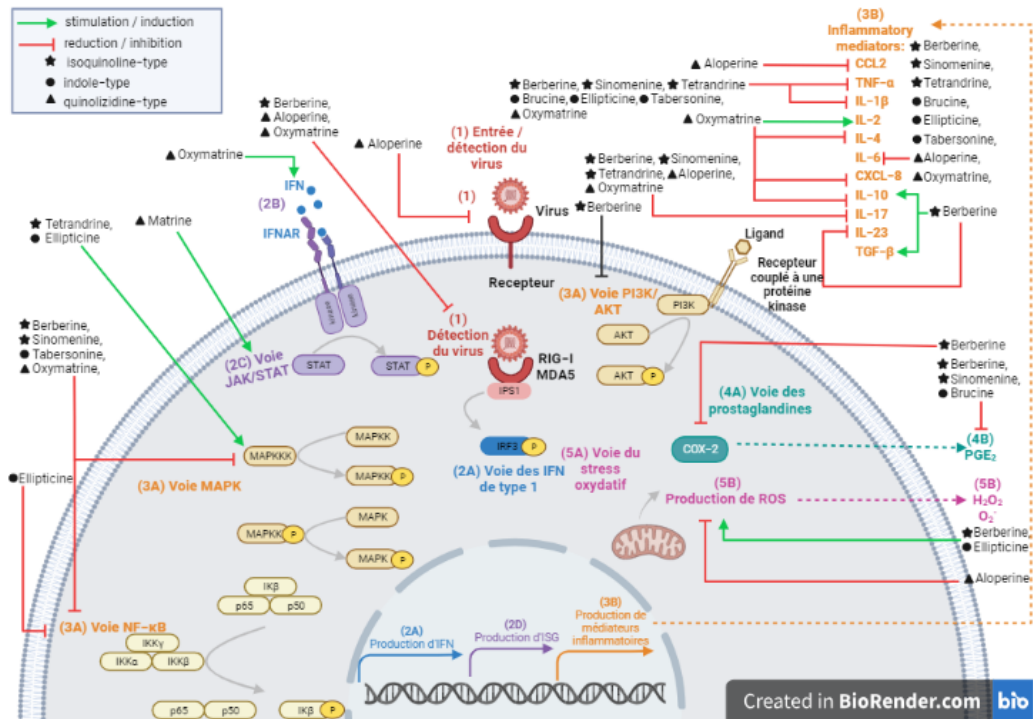 stimulation / induction
reduction / inhibition
★ isoquinoline-type
● indole-type
▲ quinolizidine-type
(3B)
Inflammatory
mediators:
CCL2
TNF-α
IL-1β
IL-2
IL-4
IL-6
CXCL-8
IL-10
IL-17
IL-23
TGF-β
★ Berberine,
★ Sinomenine,
★ Tetrandrine,
● Brucine,
● Ellipticine,
● Tabersonine,
▲ Aloperine,
▲ Oxymatrine,
▲ Aloperine
★ Berberine, ★ Sinomenine, ★ Tetrandrine
● Brucine, ● Ellipticine, ● Tabersonine,
▲ Oxymatrine
▲ Oxymatrine
★ Berberine, ★ Sinomenine,
★ Tetrandrine, ▲ Aloperine,
▲ Oxymatrine
★ Berberine
★ Berberine
★ Berberine,
▲ Aloperine,
▲ Oxymatrine
▲ Aloperine
(1) Entrée /
détection du
virus
(1)
Virus
Recepteur
▲ Oxymatrine
IFN
(2B)
IFNAR
kinase
kinase
★ Tetrandrine,
● Ellipticine
▲ Matrine
Ligand
Recepteur
couplé à une
protéine
kinase
(3A) Voie PI3K/
AKT
PI3K
AKT
AKT P
(1)
Détection
du virus
RIG-I
MDA5
IPS1
IRF3 P
(2A) Voie des IFN
de type 1
★ Berberine,
★ Sinomenine,
● Tabersonine,
▲ Oxymatrine,
(2C) Voie
JAK/STAT
STAT
STAT P
MAPKKK
MAPKK
MAPKK P
(3A) Voie MAPK
MAPKK P
MAPK
MAPK P
● Ellipticine
★ Berberine
★ Berberine,
★ Sinomenine,
● Brucine
(4A) Voie des
prostaglandines
COX-2
(4B)
PGE₂
(5A) Voie du
stress
oxydatif
(5B)
Production de ROS
(5B)
H₂O₂
O₂⁻
★ Berberine,
● Ellipticine
▲ Aloperine
IKβ
p65 p50
(3A) Voie NF-κB
IKKγ
IKKα IKKβ
p65 p50
IKβ P
(2A)
Production d'IFN
(2D)
Production d'ISG
(3B)
Production de
médiateurs
inflammatoires
Created in BioRender.com bio